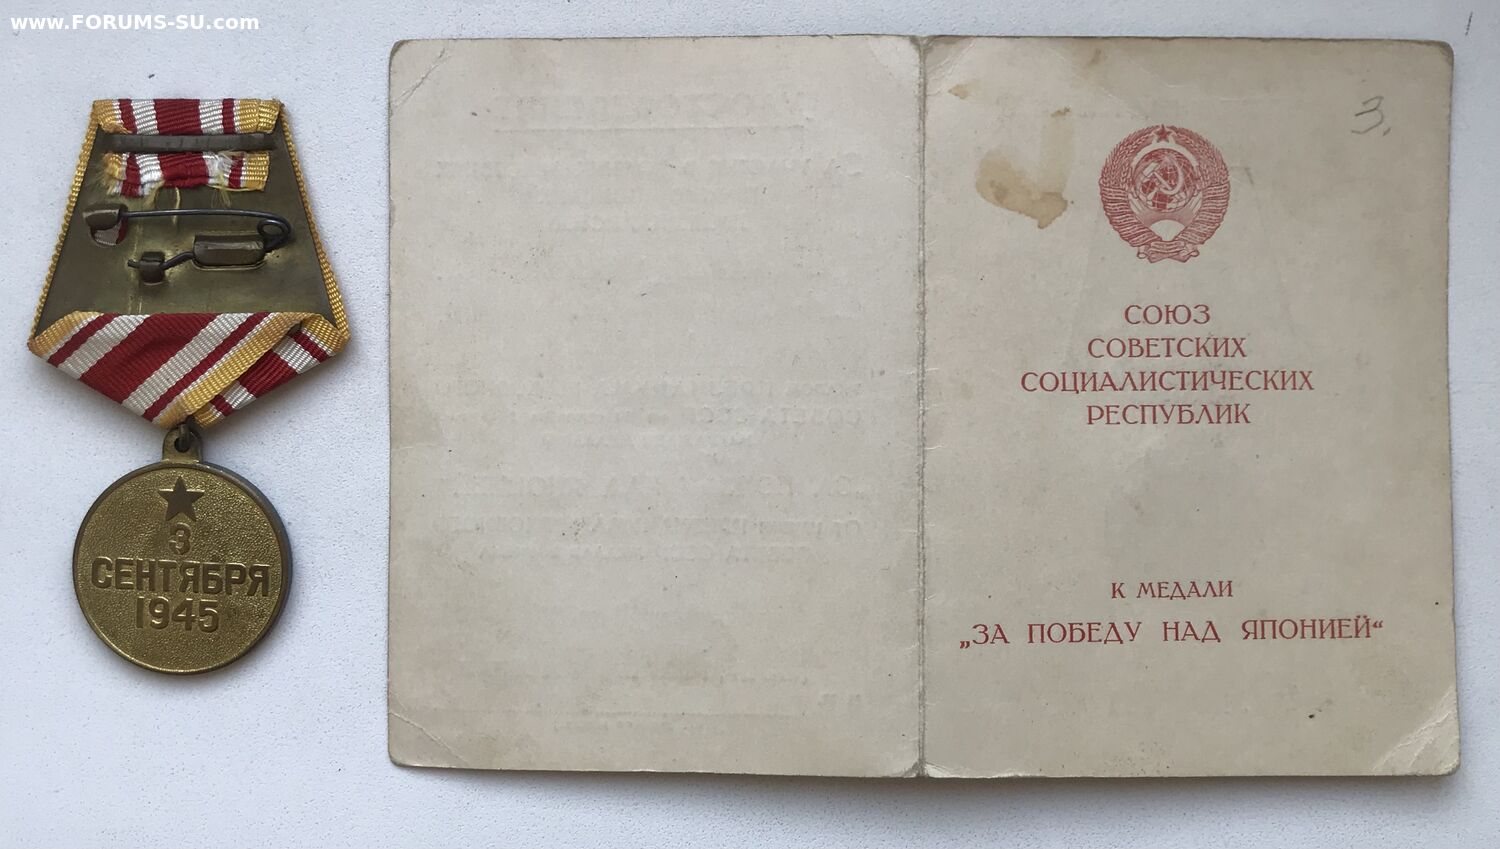 www.FORUMS-SU.com
3
СЕНТЯБРЯ
1945
3.
СОЮЗ
СОВЕТСКИХ
СОЦИАЛИСТИЧЕСКИХ
РЕСПУБЛИК
К МЕДАЛИ
„ЗА ПОБЕДУ НАД ЯПОНИЕЙ“